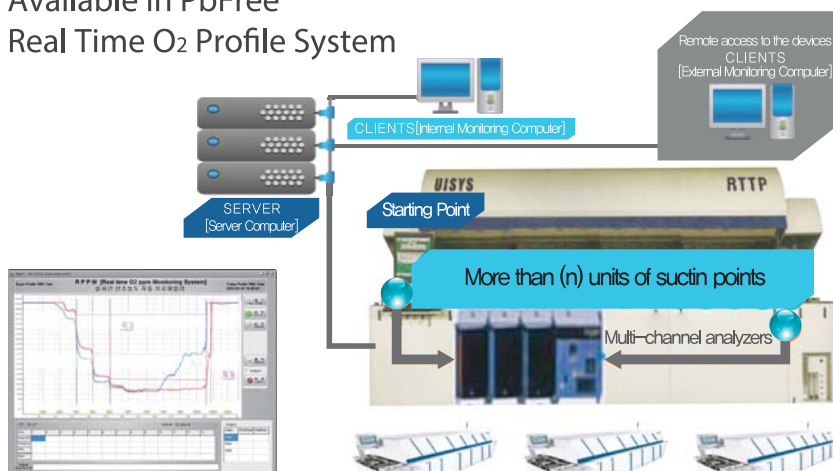 Available in PbFree
Real Time O2 Profile System
Remote access to the devices
CLIENTS
[External Monitoring Computer]
CLIENTS[Internal Monitoring Computer]
UISYS
RTTP
SERVER
[Server Computer]
Starting Point
More than (n) units of suctin points
Multi-channel analyzers
R P P M [Real time O2 ppm Monitoring System]